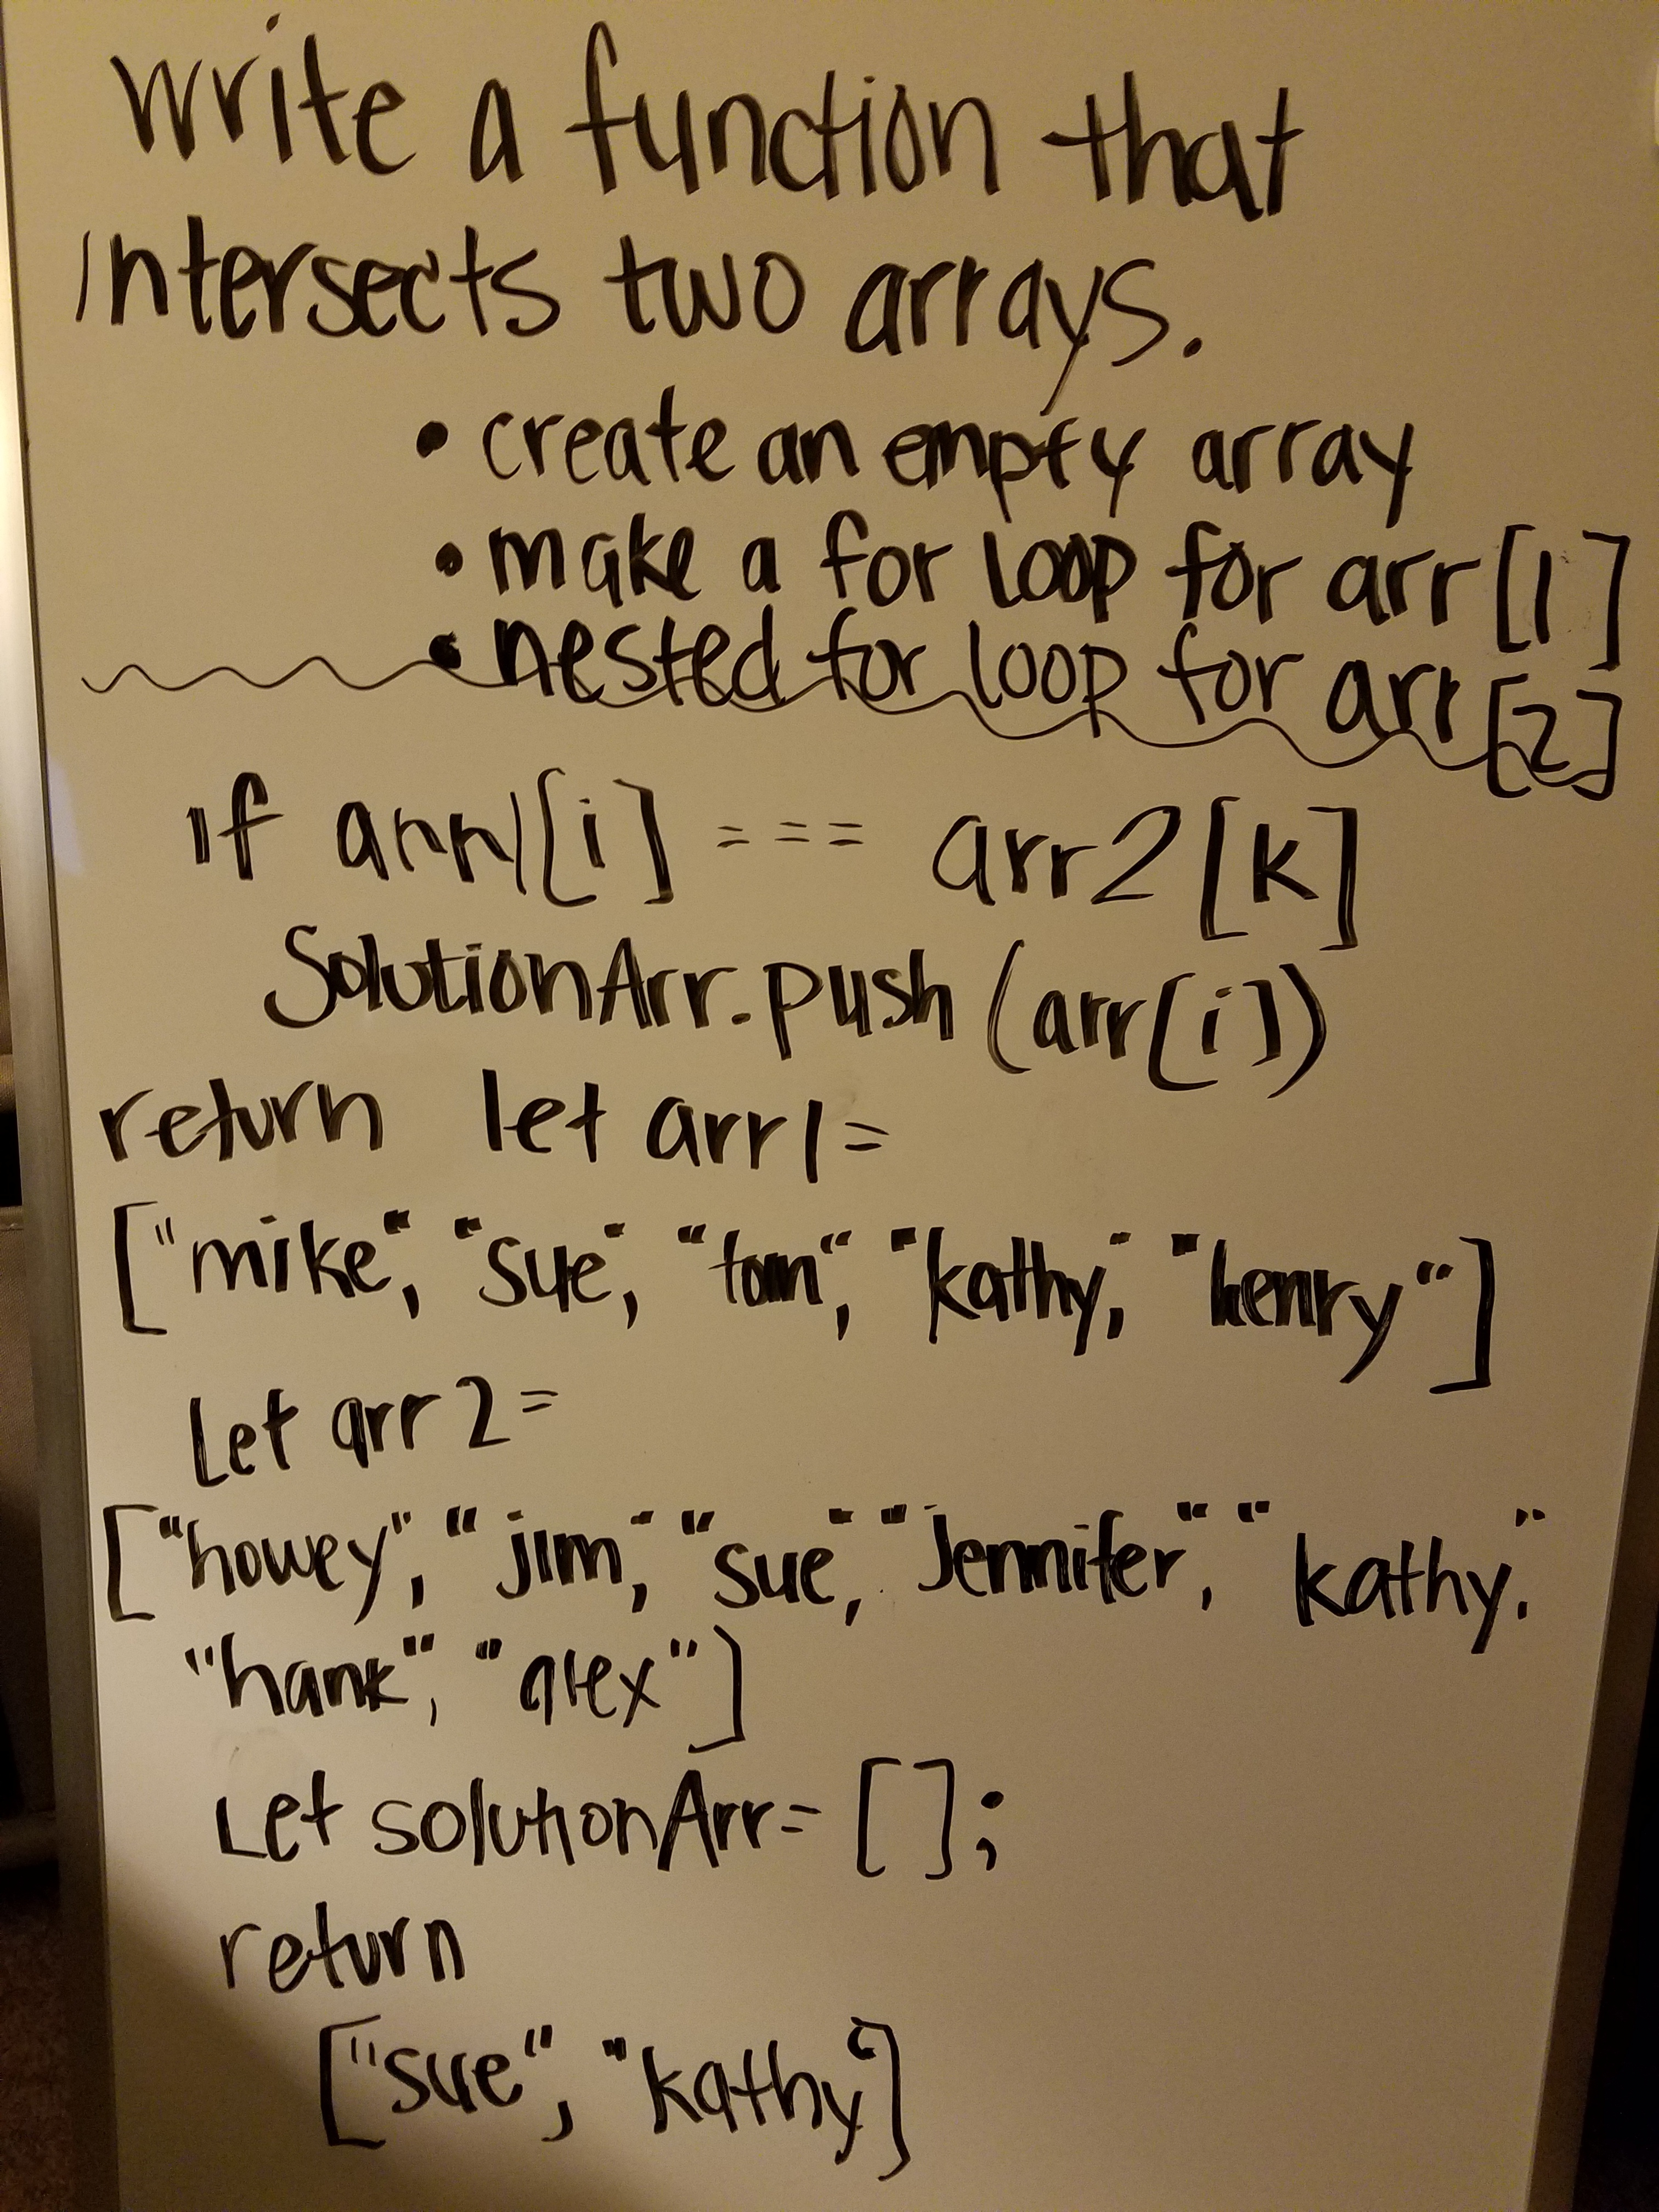 write a function that
intersects two arrays.
• create an empty array
• make a for loop for arr[1]
• nested for loop for arr[2]
if arr1[i] === arr2[k]
SolutionArr.push(arr[i])
return let arr1=
["mike", "sue", "tom", "kathy", "henry"]
Let arr2=
["howey", "jim", "sue, "Jennifer", "kathy."
"hank", "alex"]
Let solutionArr= [];
return
["sue", "kathy"]